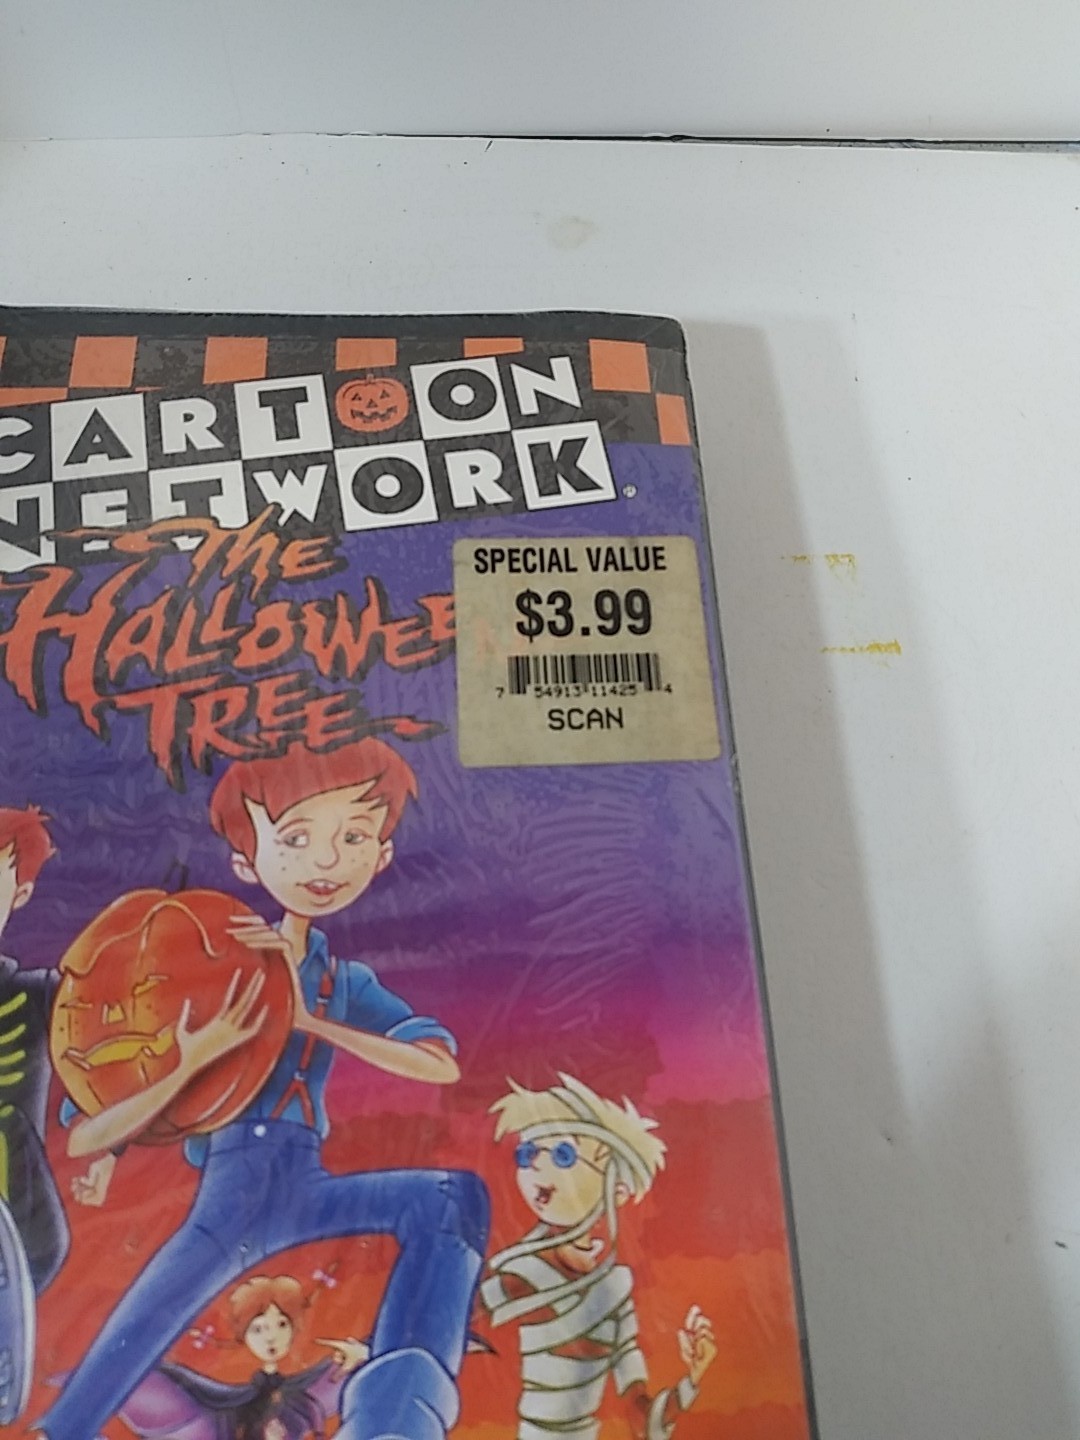 CARTOON
NETWORK
The
HALLOWEE
TREE
SPECIAL VALUE
$3.99
7 54913 11425 4
SCAN